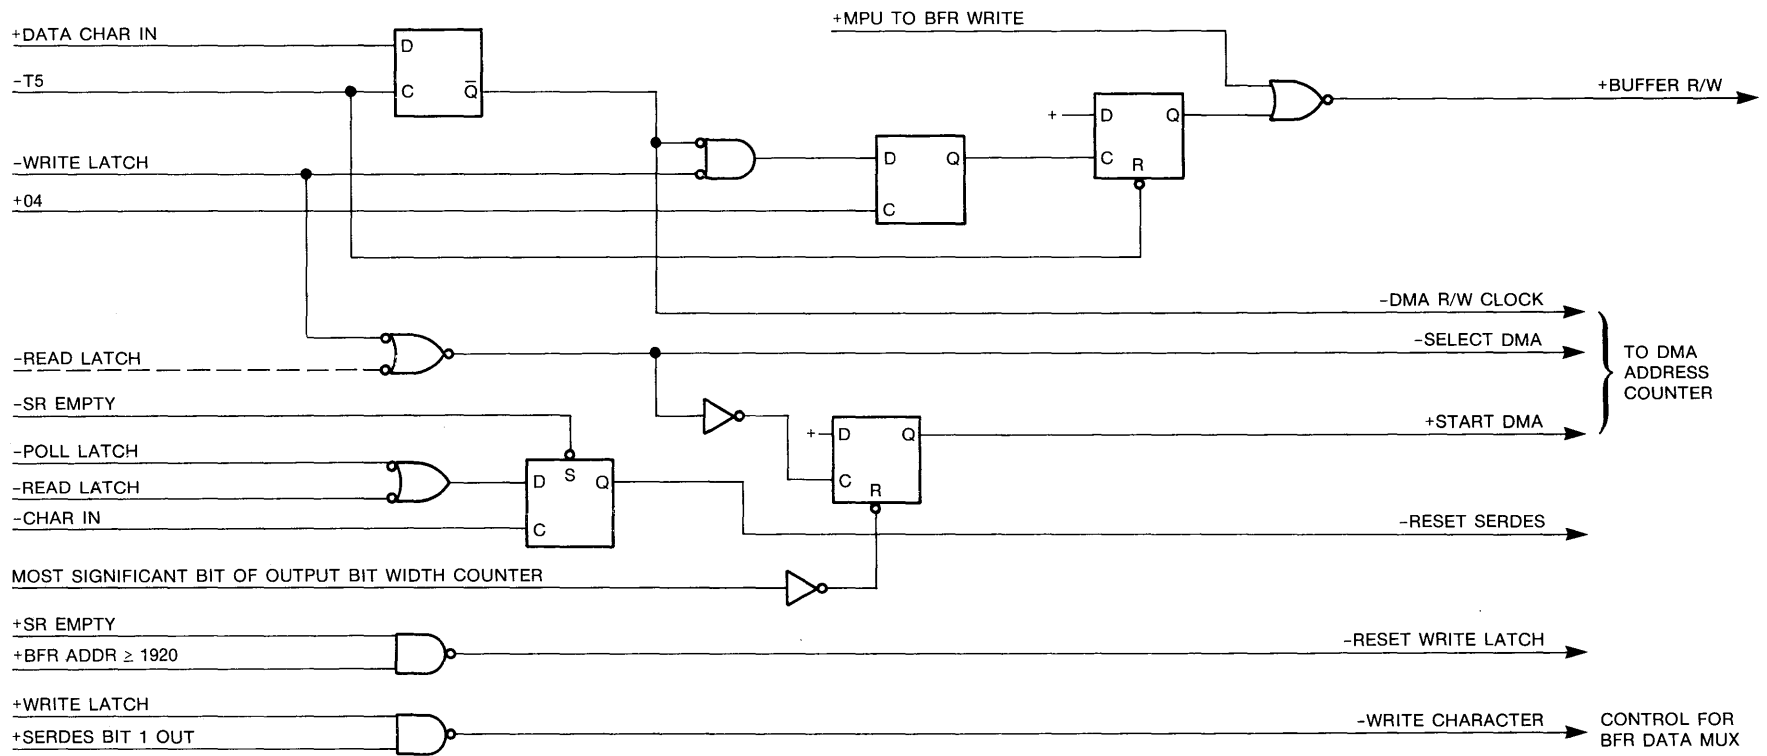 +DATA CHAR IN
-T5
-WRITE LATCH
+04
D
C
Q̅
+MPU TO BFR WRITE
D
Q
C
+
D
Q
C
R
+BUFFER R/W
-DMA R/W CLOCK
-SELECT DMA
+START DMA
TO DMA
ADDRESS
COUNTER
-READ LATCH
-SR EMPTY
-POLL LATCH
-READ LATCH
-CHAR IN
D
S
Q
C
+
D
Q
C
R
-RESET SERDES
MOST SIGNIFICANT BIT OF OUTPUT BIT WIDTH COUNTER
+SR EMPTY
+BFR ADDR ≥ 1920
-RESET WRITE LATCH
+WRITE LATCH
+SERDES BIT 1 OUT
-WRITE CHARACTER
CONTROL FOR
BFR DATA MUX